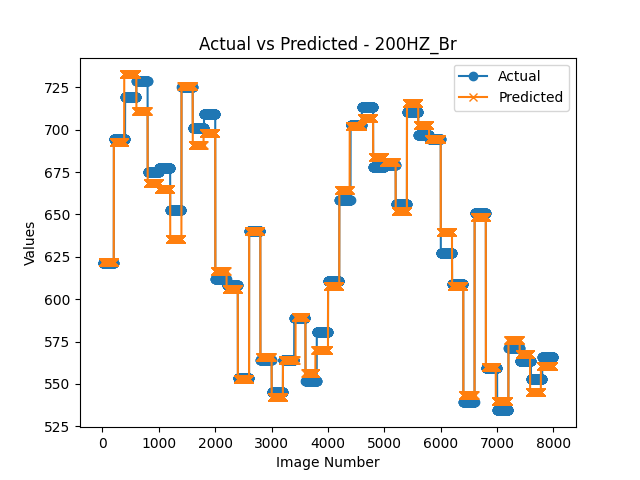 Actual vs Predicted - 200HZ_Br
Actual
Predicted
Values
725
700
675
650
625
600
575
550
525
0 1000 2000 3000 4000 5000 6000 7000 8000
Image Number